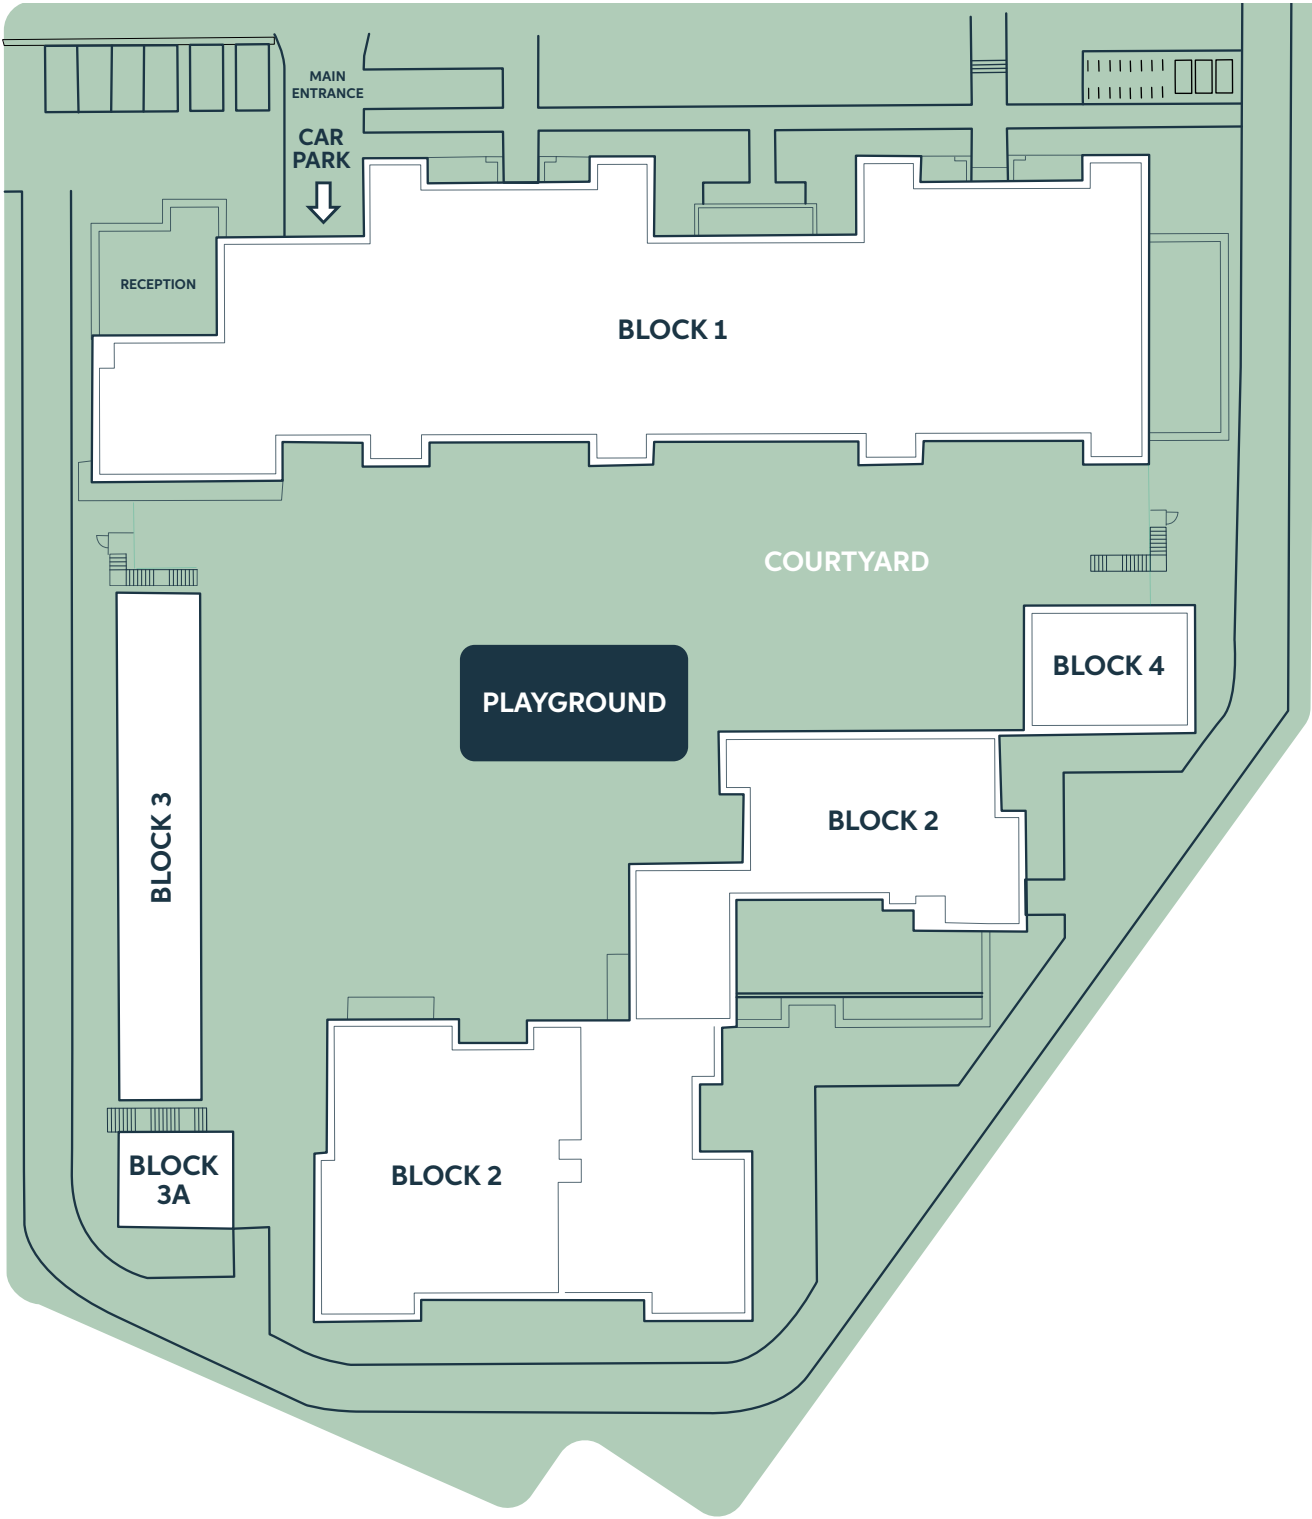 MAIN
ENTRANCE
CAR
PARK
RECEPTION
BLOCK 1
COURTYARD
BLOCK 4
PLAYGROUND
BLOCK 3
BLOCK 2
BLOCK
3A
BLOCK 2